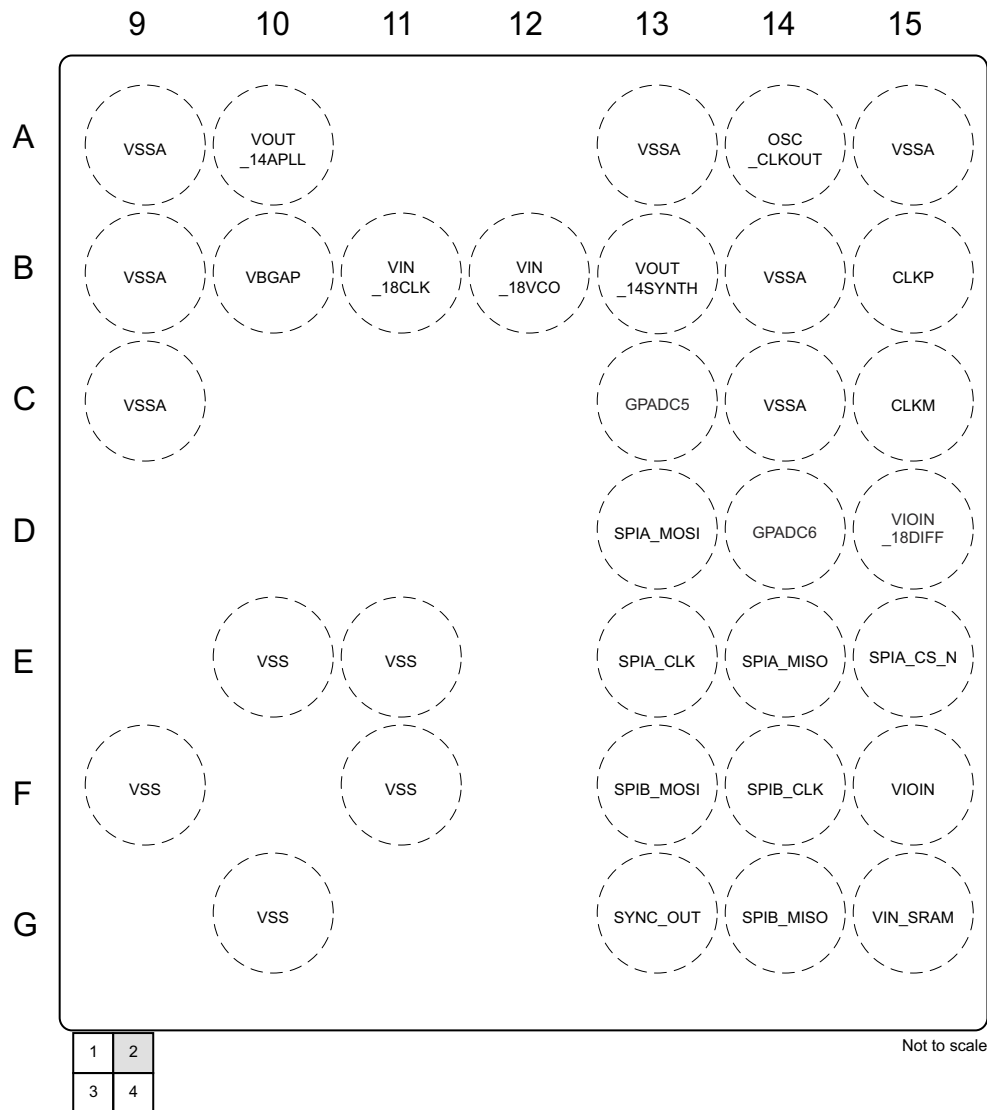 9 10 11 12 13 14 15
A
VSSA
VOUT
_14APLL
VSSA
OSC
_CLKOUT
VSSA
B
VSSA
VBGAP
VIN
_18CLK
VIN
_18VCO
VOUT
_14SYNTH
VSSA
CLKP
C
VSSA
GPADC5
VSSA
CLKM
D
SPIA_MOSI
GPADC6
VIOIN
_18DIFF
E
VSS
VSS
SPIA_CLK
SPIA_MISO
SPIA_CS_N
F
VSS
VSS
SPIB_MOSI
SPIB_CLK
VIOIN
G
VSS
SYNC_OUT
SPIB_MISO
VIN_SRAM
1 2
3 4
Not to scale